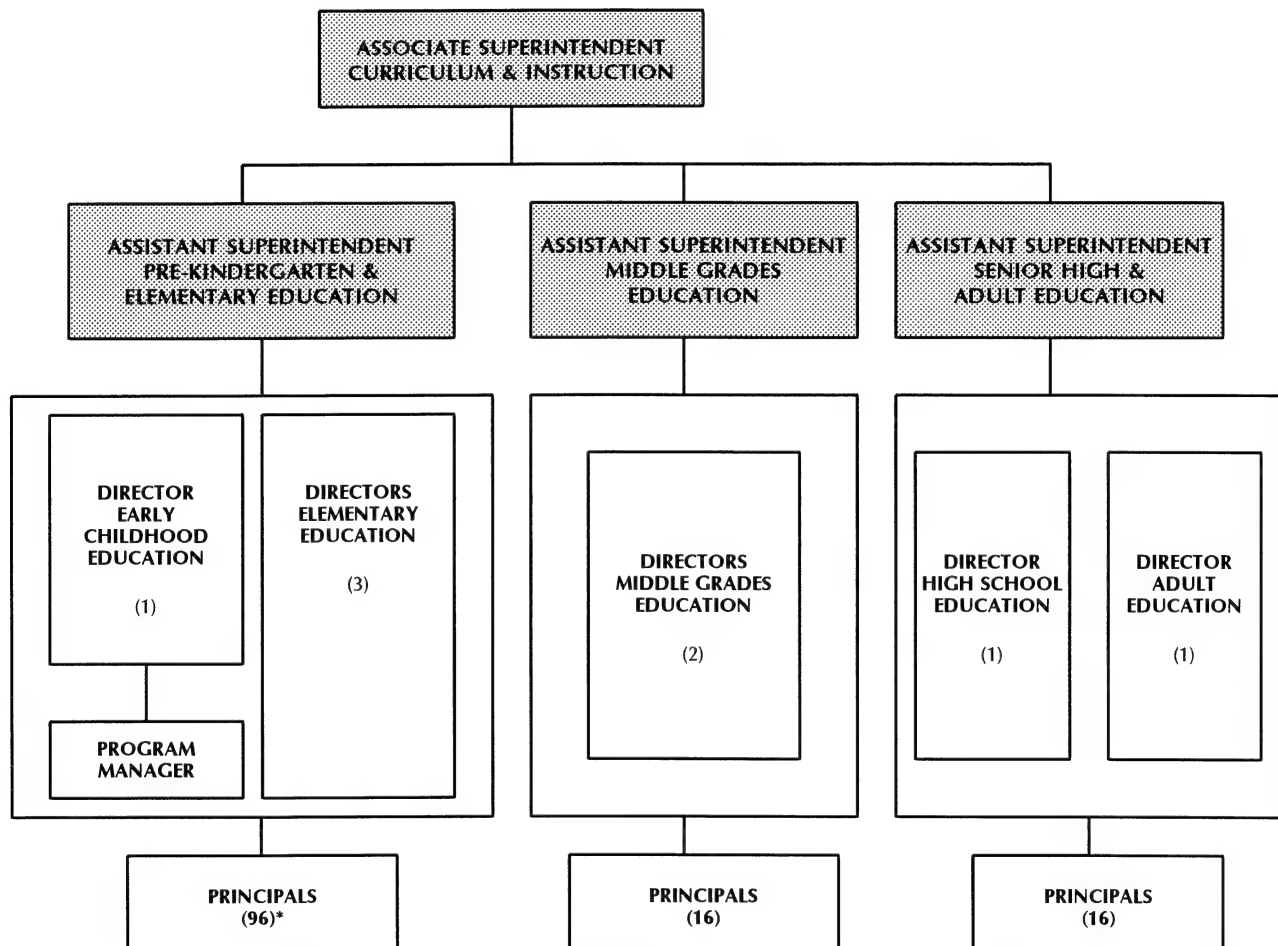 ASSOCIATE SUPERINTENDENT
CURRICULUM & INSTRUCTION
ASSISTANT SUPERINTENDENT
PRE-KINDERGARTEN &
ELEMENTARY EDUCATION
ASSISTANT SUPERINTENDENT
MIDDLE GRADES
EDUCATION
ASSISTANT SUPERINTENDENT
SENIOR HIGH &
ADULT EDUCATION
DIRECTOR
EARLY
CHILDHOOD
EDUCATION
(1)
PROGRAM
MANAGER
DIRECTORS
ELEMENTARY
EDUCATION
(3)
DIRECTORS
MIDDLE GRADES
EDUCATION
(2)
DIRECTOR
HIGH SCHOOL
EDUCATION
(1)
DIRECTOR
ADULT
EDUCATION
(1)
PRINCIPALS
(96)*
PRINCIPALS
(16)
PRINCIPALS
(16)